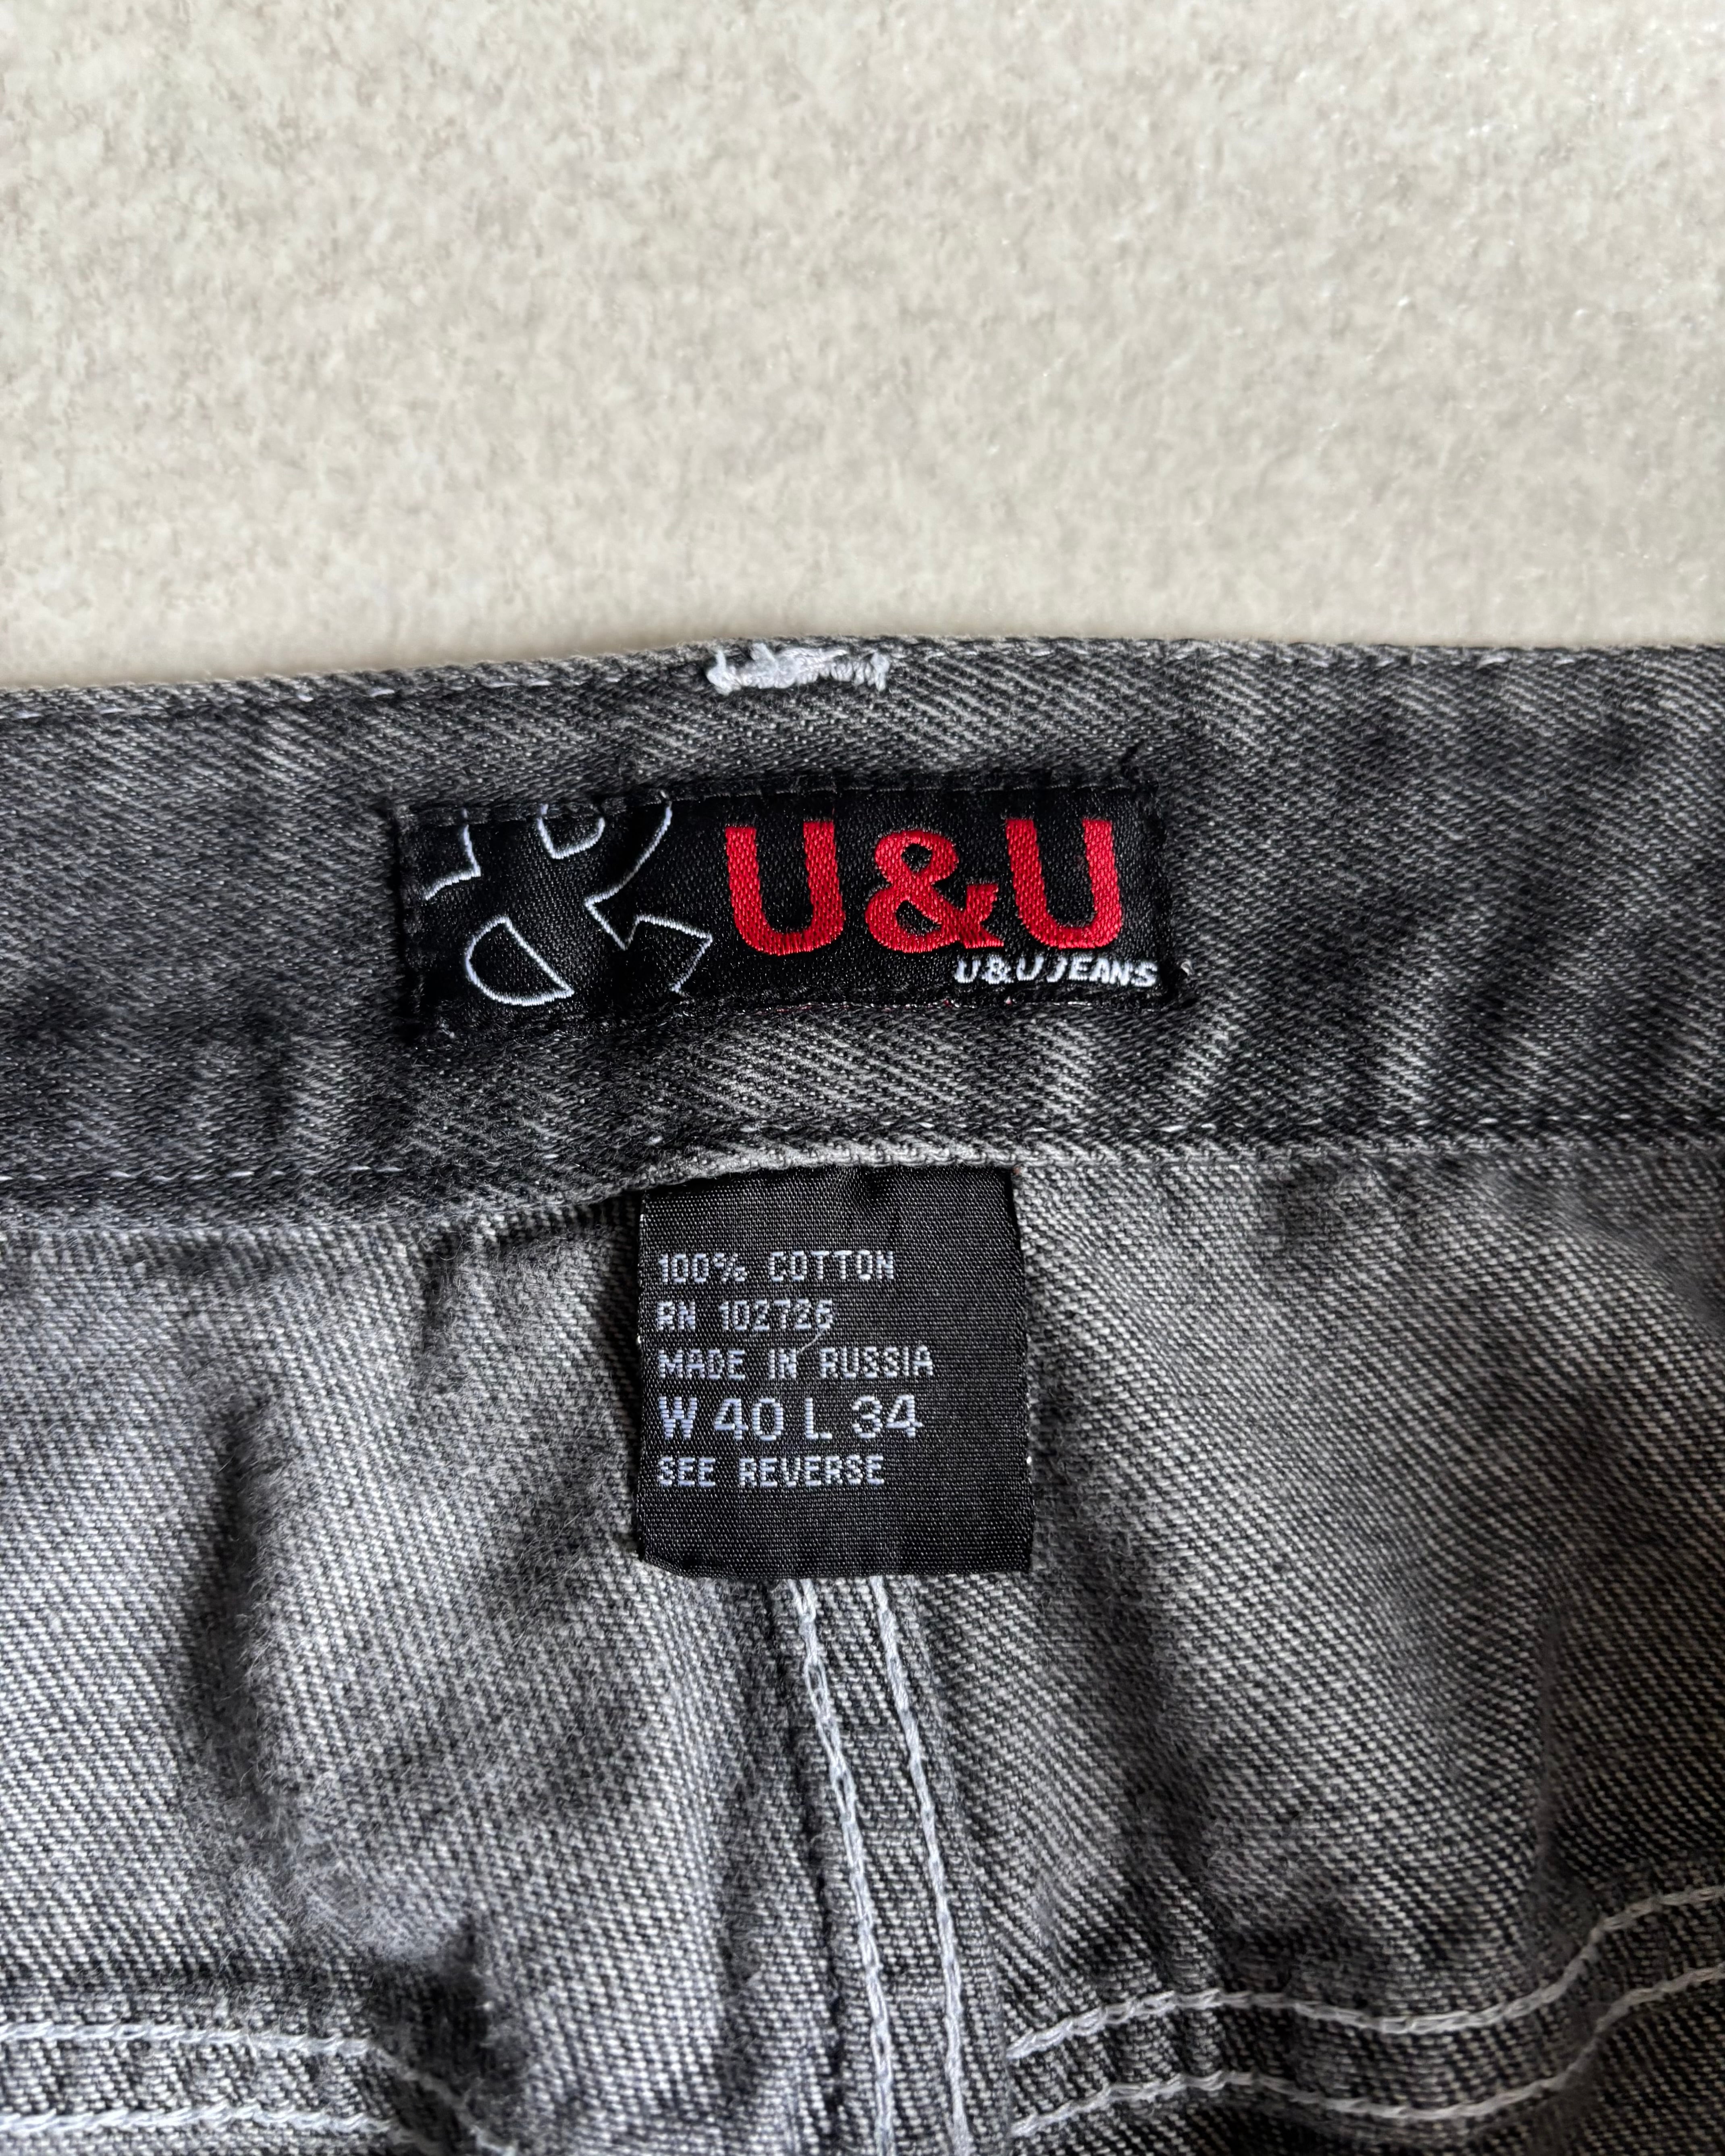 U&U
U&U JEANS
100% COTTON
RN 102726
MADE IN RUSSIA
W 40 L 34
SEE REVERSE